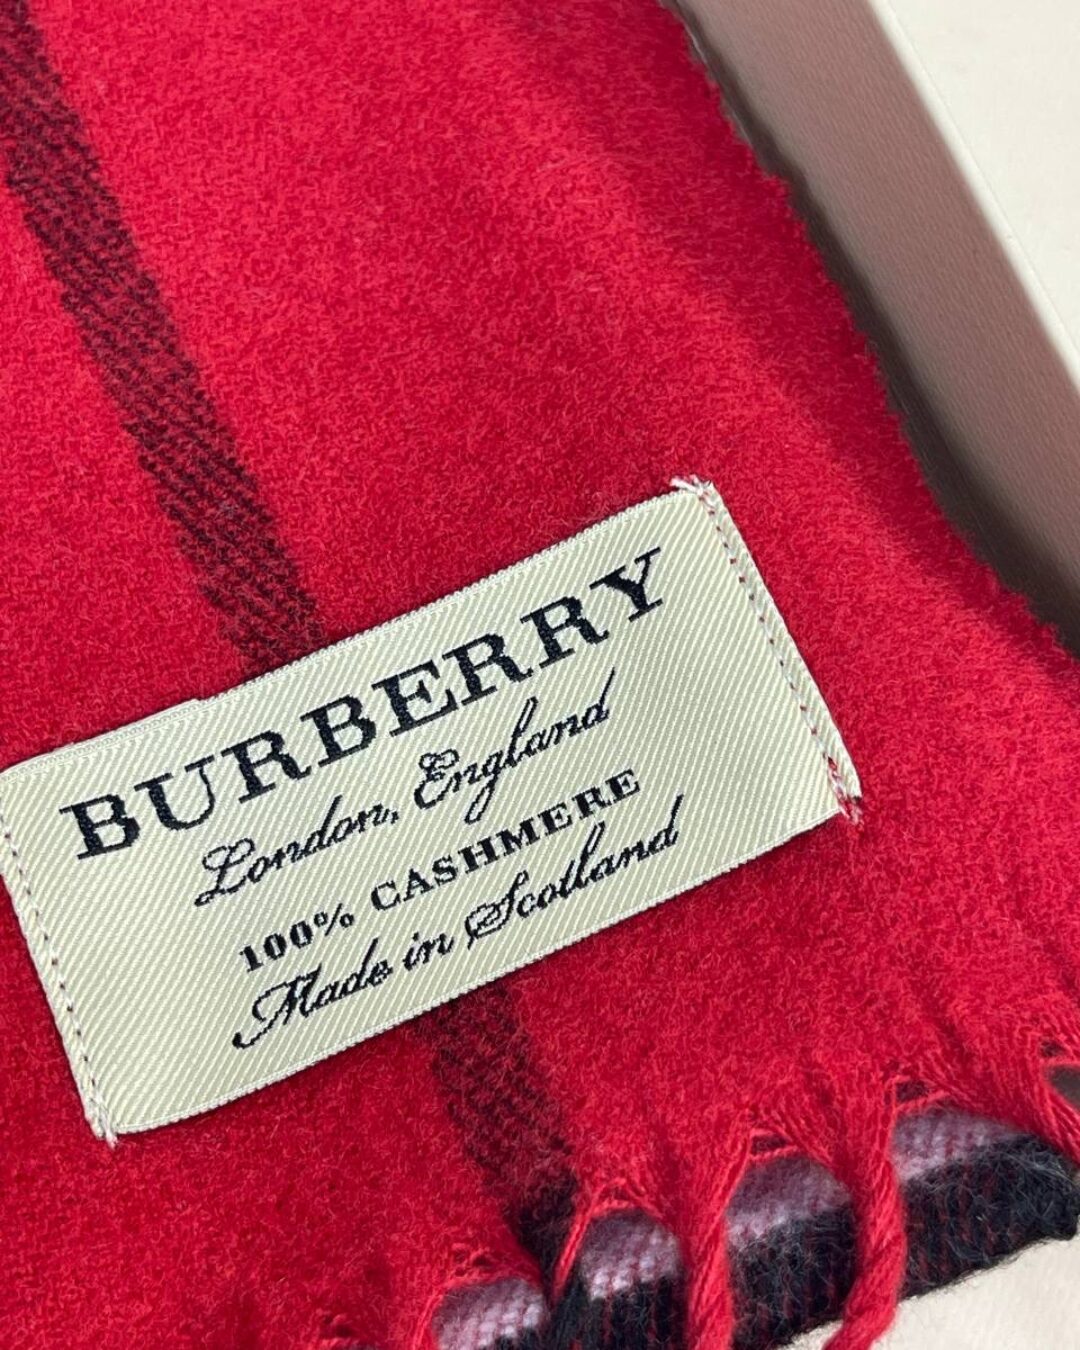 BURBERRY
London, England
100% CASHMERE
Made in Scotland